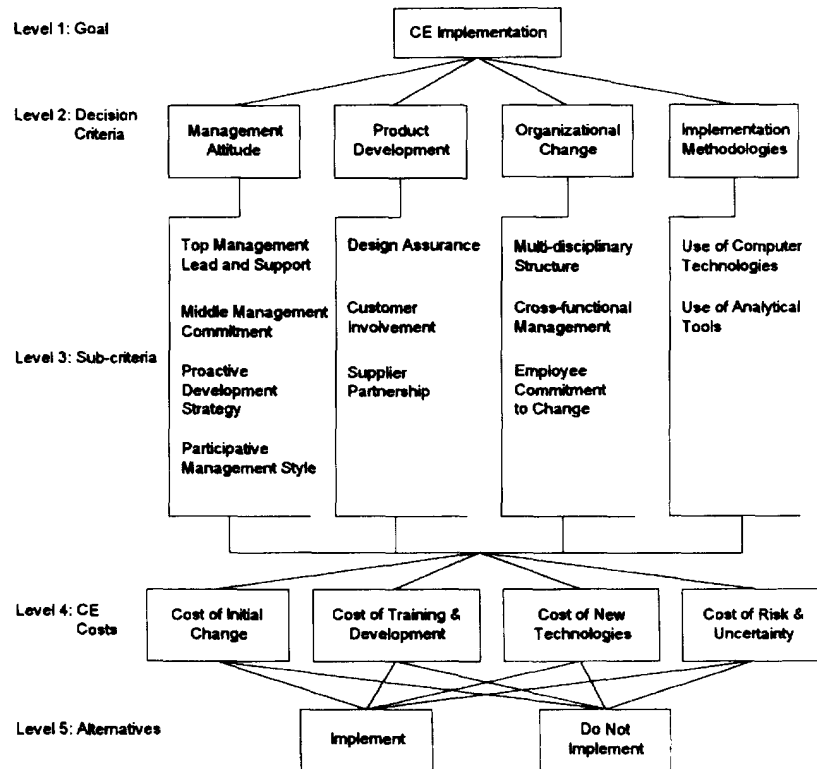 Level 1: Goal
CE Implementation
Level 2: Decision
Criteria
Management
Attitude
Product
Development
Organizational
Change
Implementation
Methodologies
Level 3: Sub-criteria
Top Management
Lead and Support
Middle Management
Commitment
Proactive
Development
Strategy
Participative
Management Style
Design Assurance
Customer
Involvement
Supplier
Partnership
Multi-disciplinary
Structure
Cross-functional
Management
Employee
Commitment
to Change
Use of Computer
Technologies
Use of Analytical
Tools
Level 4: CE
Costs
Cost of Initial
Change
Cost of Training &
Development
Cost of New
Technologies
Cost of Risk &
Uncertainty
Level 5: Alternatives
Implement
Do Not
Implement